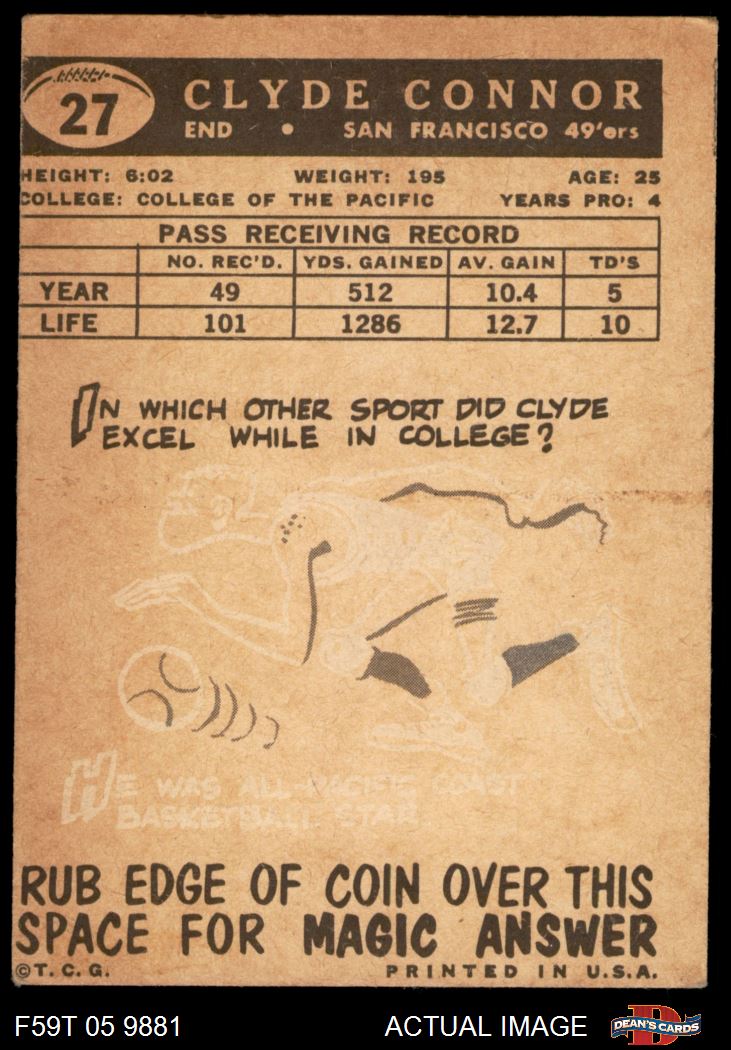 27
CLYDE CONNOR
END • SAN FRANCISCO 49'ers
HEIGHT: 6:02 WEIGHT: 195 AGE: 25
COLLEGE: COLLEGE OF THE PACIFIC YEARS PRO: 4
PASS RECEIVING RECORD
NO. REC'D. YDS. GAINED AV. GAIN TD'S
YEAR 49 512 10.4 5
LIFE 101 1286 12.7 10
IN WHICH OTHER SPORT DID CLYDE
EXCEL WHILE IN COLLEGE?
HE WAS ALL-PACIFIC COAST
BASKETBALL STAR.
RUB EDGE OF COIN OVER THIS
SPACE FOR MAGIC ANSWER
©T.C.G. PRINTED IN U.S.A.
F59T 05 9881 ACTUAL IMAGE DEAN'S CARDS